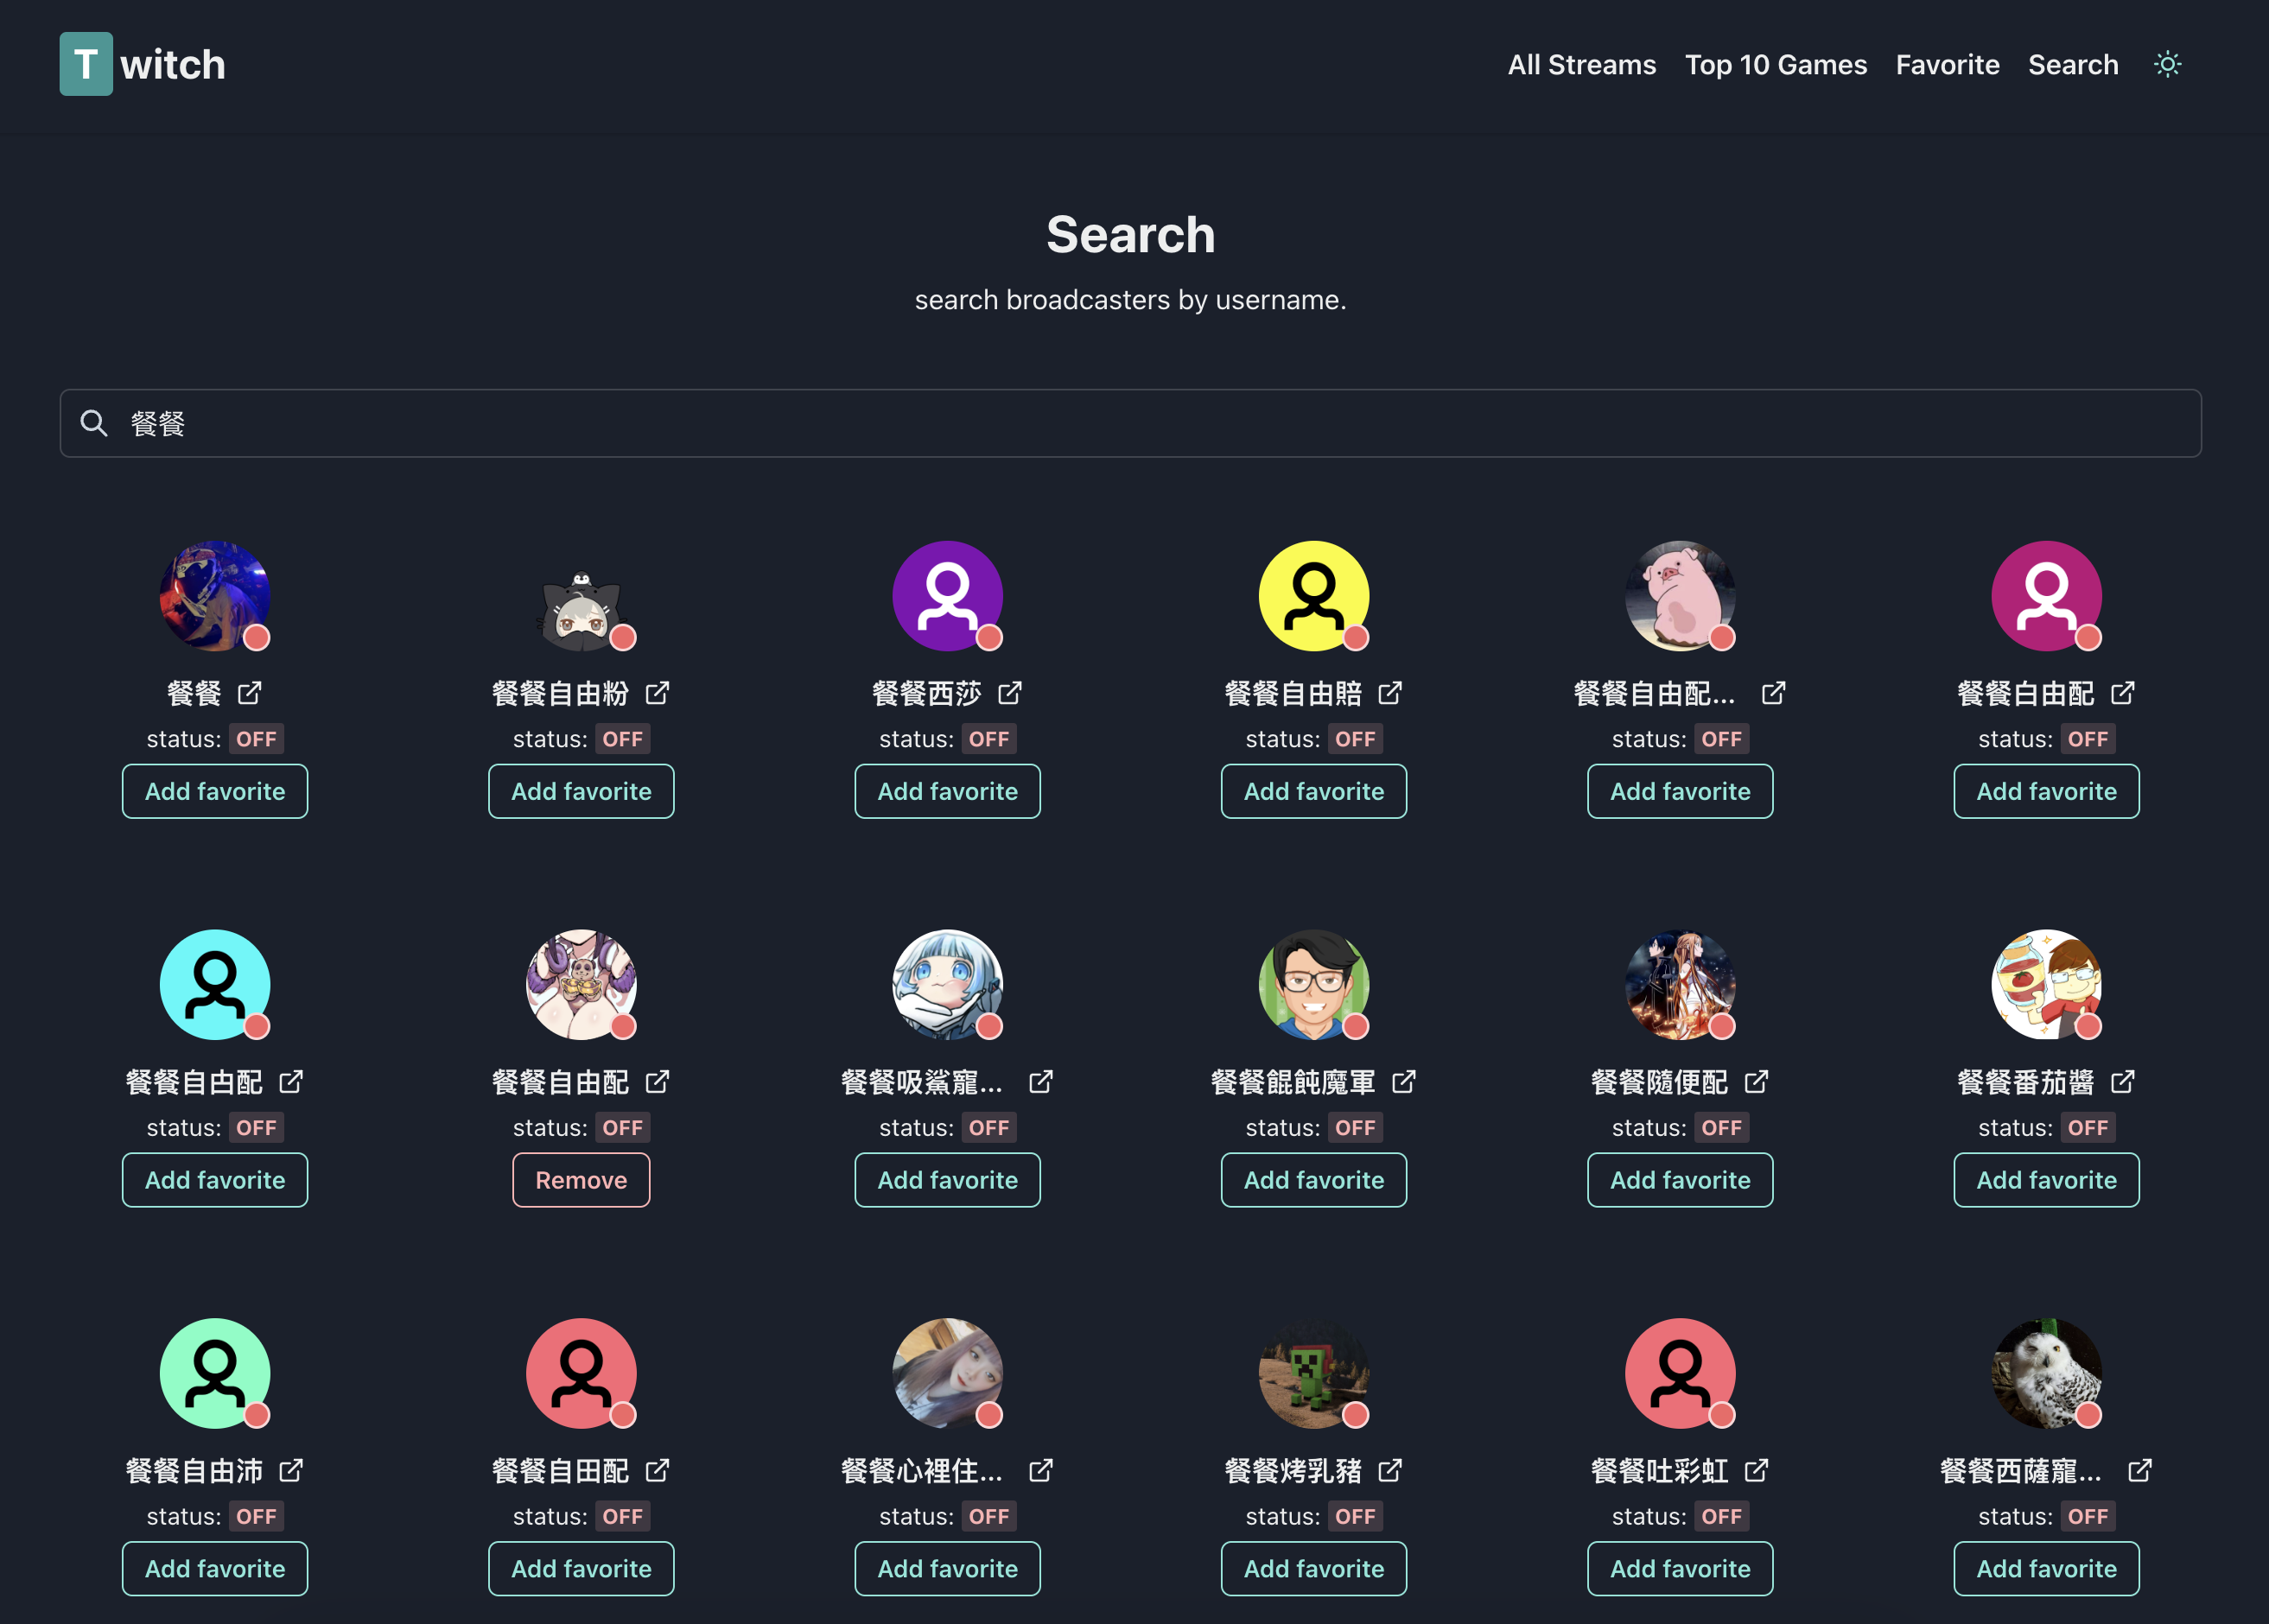 Twitch
All Streams Top 10 Games Favorite Search
Search
search broadcasters by username.
餐餐
餐餐 餐餐自由粉 餐餐西莎 餐餐自由賠 餐餐自由配... 餐餐白由配
status: OFF status: OFF status: OFF status: OFF status: OFF status: OFF
Add favorite Add favorite Add favorite Add favorite Add favorite Add favorite
餐餐自甴配 餐餐自由配 餐餐吸鯊寵... 餐餐餛飩魔軍 餐餐隨便配 餐餐番茄醬
status: OFF status: OFF status: OFF status: OFF status: OFF status: OFF
Add favorite Remove Add favorite Add favorite Add favorite Add favorite
餐餐自由沛 餐餐自田配 餐餐心裡住... 餐餐烤乳豬 餐餐吐彩虹 餐餐西薩寵...
status: OFF status: OFF status: OFF status: OFF status: OFF status: OFF
Add favorite Add favorite Add favorite Add favorite Add favorite Add favorite